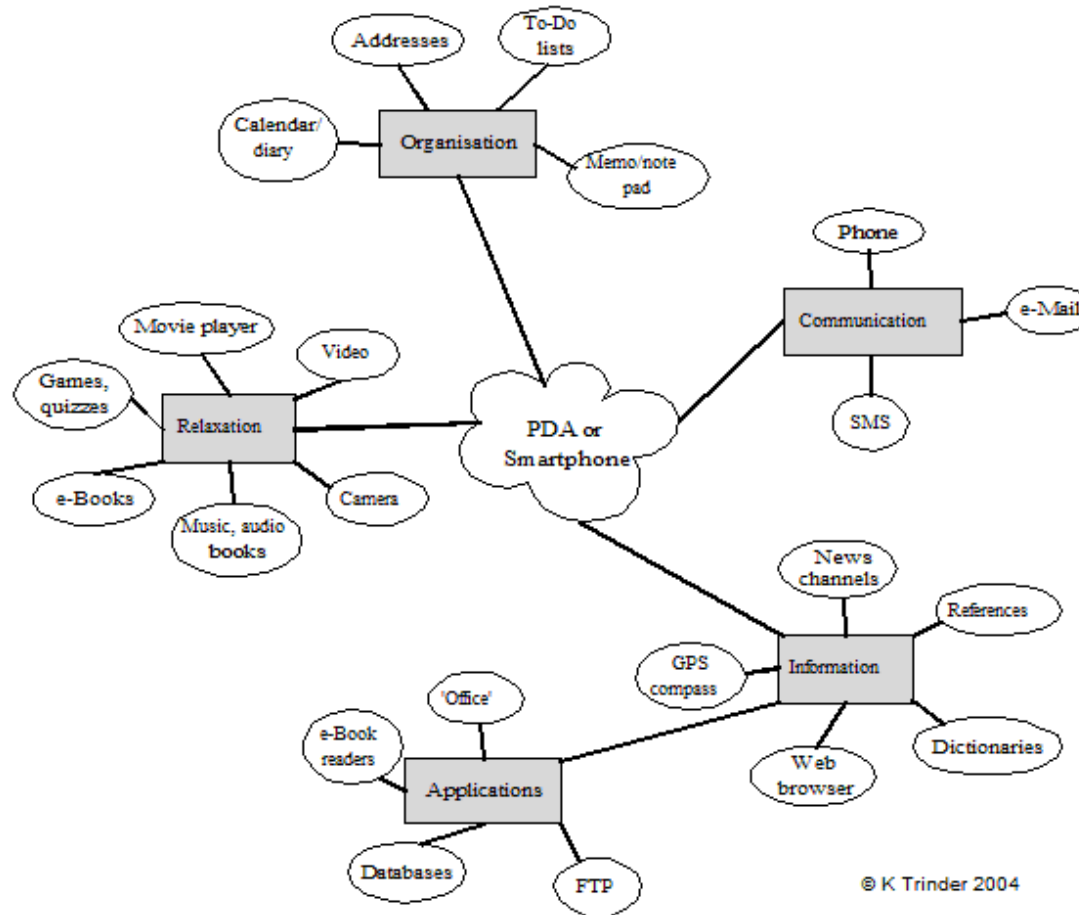 Addresses
To-Do
lists
Calendar/
diary
Organisation
Memo/note
pad
Phone
Communication
e-Mail
SMS
Movie player
Video
Games,
quizzes
Relaxation
e-Books
Music, audio
books
Camera
PDA or
Smartphone
News
channels
References
GPS
compass
Information
Dictionaries
Web
browser
'Office'
e-Book
readers
Applications
Databases
FTP
© K Trinder 2004